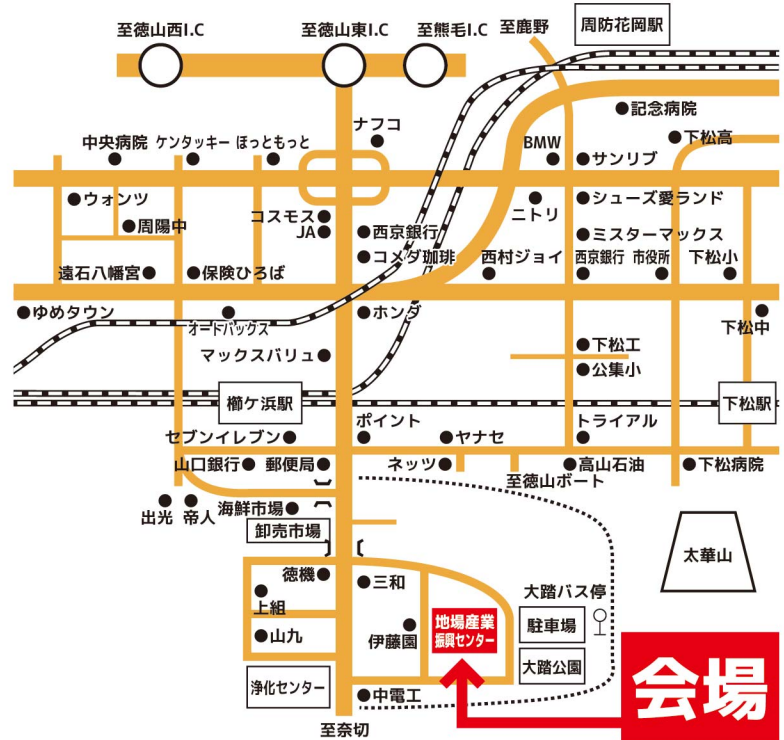 至徳山西I.C
至徳山東I.C
至熊毛I.C
至鹿野
周防花岡駅
記念病院
ナフコ
中央病院
ケンタッキー
ほっともっと
BMW
サンリブ
下松高
ウォンツ
周陽中
コスモス
JA
西京銀行
ニトリ
シューズ愛ランド
ミスターマックス
コメダ珈琲
西村ジョイ
西京銀行
市役所
下松小
遠石八幡宮
保険ひろば
ゆめタウン
オートバックス
ホンダ
下松中
マックスバリュ
下松工
公集小
櫛ケ浜駅
下松駅
ポイント
トライアル
セブンイレブン
ヤナセ
山口銀行
郵便局
ネッツ
高山石油
下松病院
至徳山ボート
出光
帝人
海鮮市場
卸売市場
太華山
徳機
三和
上組
大踏バス停
山九
伊藤園
地場産業
振興センター
駐車場
大踏公園
会場
浄化センター
中電工
至奈切